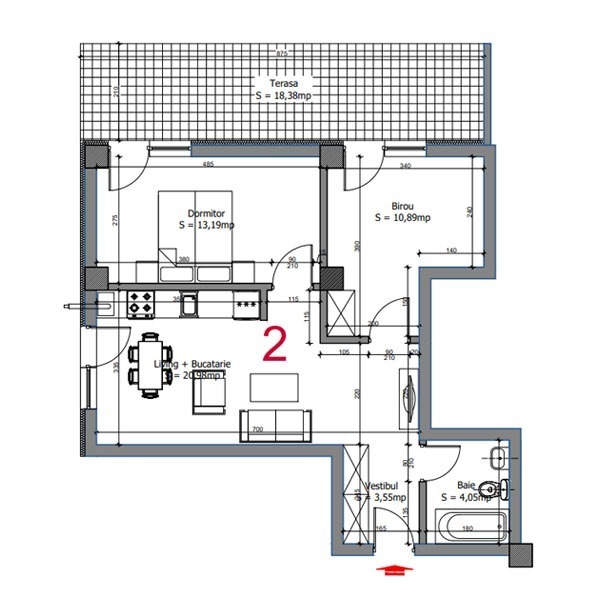 875
210
Terasa
S = 18,38mp
485
340
275
Dormitor
S = 13,19mp
Birou
S = 10,89mp
240
390
140
380
90
210
115
115
200
2
335
Living + Bucatarie
S = 20,98mp
105
90
210
20
220
700
80
210
Vestibul
S = 3,55mp
Baie
S = 4,05mp
135
165
180